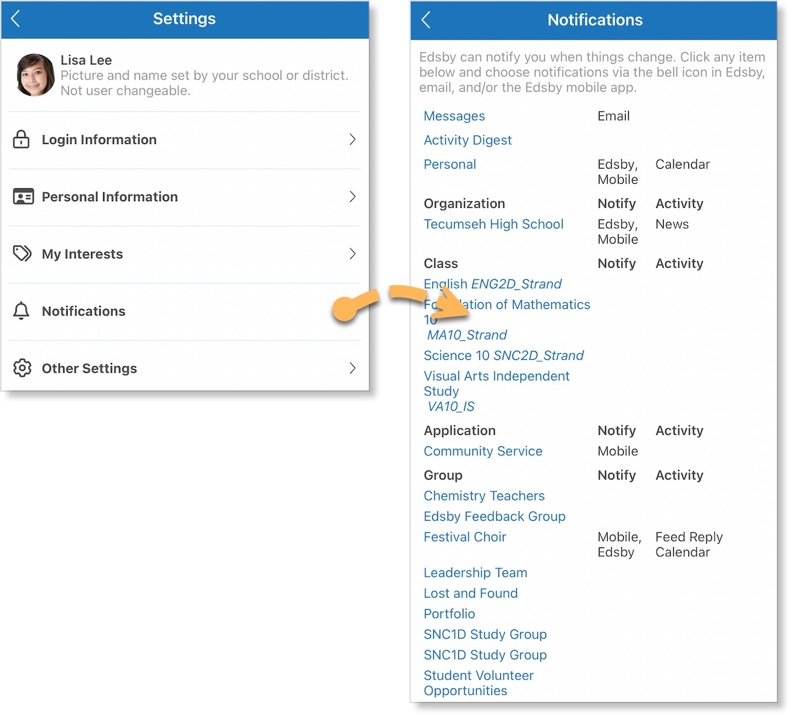 Settings
Lisa Lee
Picture and name set by your school or district.
Not user changeable.
Login Information
Personal Information
My Interests
Notifications
Other Settings
Notifications
Edsby can notify you when things change. Click any item
below and choose notifications via the bell icon in Edsby,
email, and/or the Edsby mobile app.
Messages Email
Activity Digest
Personal Edsby, Calendar
Mobile
Organization Notify Activity
Tecumseh High School Edsby, News
Mobile
Class Notify Activity
English ENG2D_Strand
Foundation of Mathematics
10
MA10_Strand
Science 10 SNC2D_Strand
Visual Arts Independent
Study
VA10_IS
Application Notify Activity
Community Service Mobile
Group Notify Activity
Chemistry Teachers
Edsby Feedback Group
Festival Choir Mobile, Feed Reply
Edsby Calendar
Leadership Team
Lost and Found
Portfolio
SNC1D Study Group
SNC1D Study Group
Student Volunteer
Opportunities